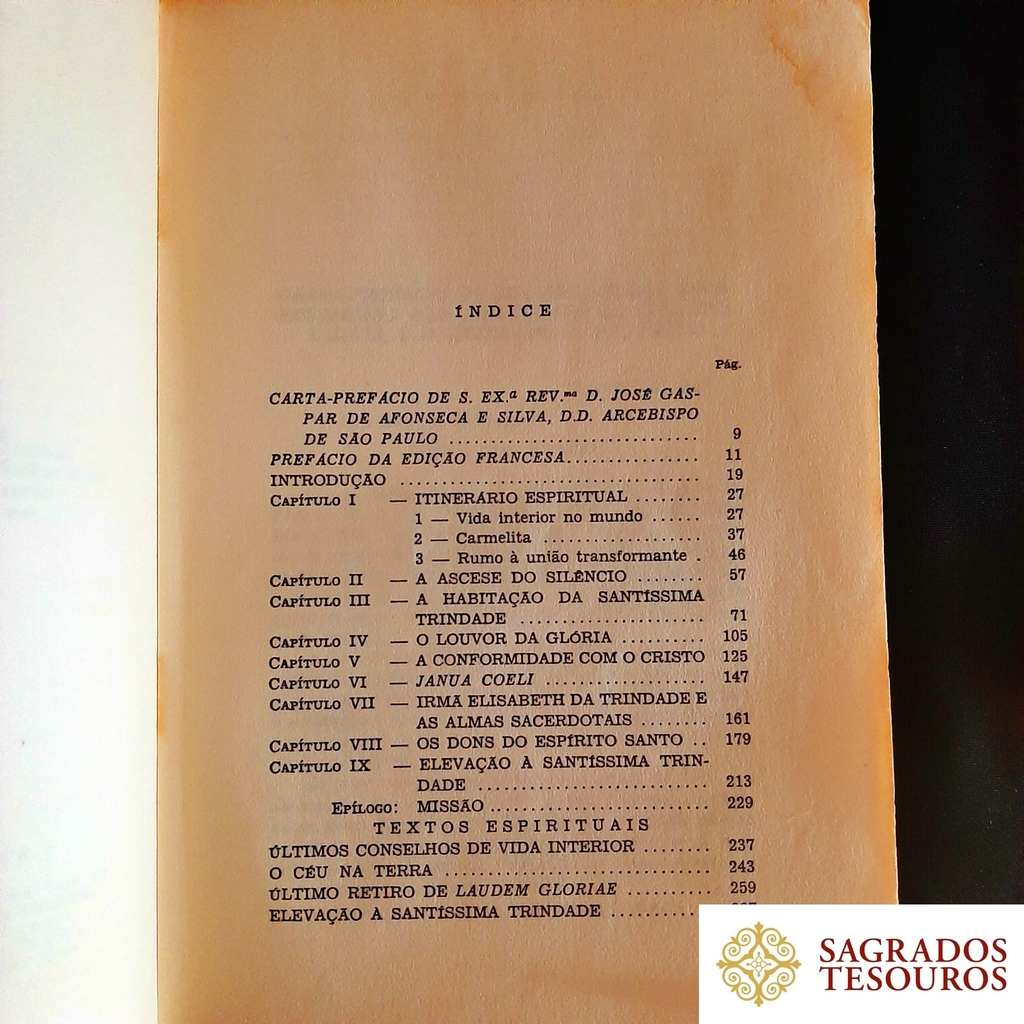 ÍNDICE
Pág.
CARTA-PREFÁCIO DE S. EX.ª REV.ᵐᵃ D. JOSÉ GAS-
PAR DE AFONSECA E SILVA, D.D. ARCEBISPO
DE SÃO PAULO .............................. 9
PREFÁCIO DA EDIÇÃO FRANCESA................ 11
INTRODUÇÃO .................................... 19
CAPÍTULO I — ITINERÁRIO ESPIRITUAL ........ 27
1 — Vida interior no mundo ...... 27
2 — Carmelita ................... 37
3 — Rumo à união transformante . 46
CAPÍTULO II — A ASCESE DO SILÊNCIO ........ 57
CAPÍTULO III — A HABITAÇÃO DA SANTÍSSIMA
TRINDADE ...................... 71
CAPÍTULO IV — O LOUVOR DA GLÓRIA .......... 105
CAPÍTULO V — A CONFORMIDADE COM O CRISTO 125
CAPÍTULO VI — JANUA COELI ................... 147
CAPÍTULO VII — IRMÃ ELISABETH DA TRINDADE E
AS ALMAS SACERDOTAIS ........ 161
CAPÍTULO VIII — OS DONS DO ESPÍRITO SANTO .. 179
CAPÍTULO IX — ELEVAÇÃO À SANTÍSSIMA TRIN-
DADE ........................... 213
EPÍLOGO: MISSÃO .......................... 229
TEXTOS ESPIRITUAIS
ÚLTIMOS CONSELHOS DE VIDA INTERIOR ........ 237
O CÉU NA TERRA ................................ 243
ÚLTIMO RETIRO DE LAUDEM GLORIAE .......... 259
ELEVAÇÃO À SANTÍSSIMA TRINDADE ...........
SAGRADOS
TESOUROS